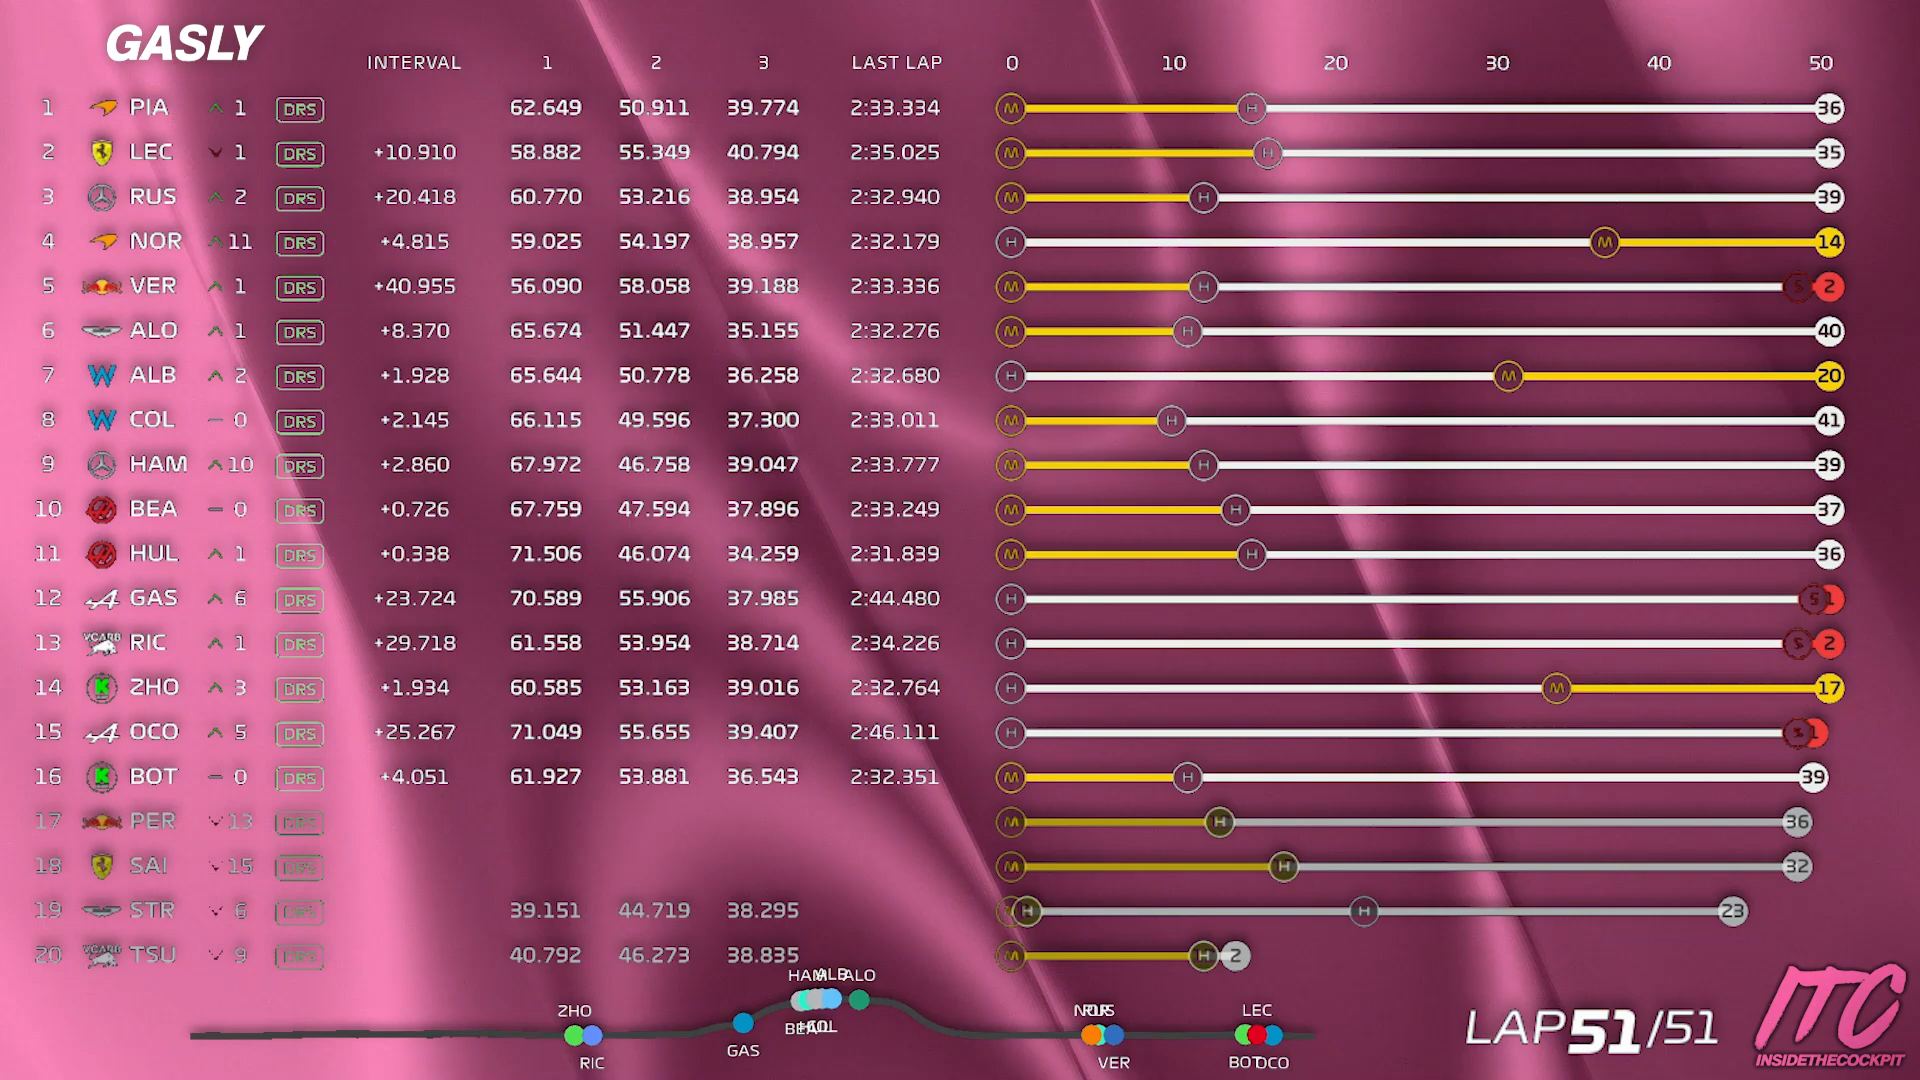 GASLY
INTERVAL 1 2 3 LAST LAP 0 10 20 30 40 50
1 PIA 1 DRS 62.649 50.911 39.774 2:33.334 M H 36
2 LEC 1 DRS +10.910 58.882 55.349 40.794 2:35.025 M H 35
3 RUS 2 DRS +20.418 60.770 53.216 38.954 2:32.940 M H 39
4 NOR 11 DRS +4.815 59.025 54.197 38.957 2:32.179 H M 14
5 VER 1 DRS +40.955 56.090 58.058 39.188 2:33.336 M H S 2
6 ALO 1 DRS +8.370 65.674 51.447 35.155 2:32.276 M H 40
7 W ALB 2 DRS +1.928 65.644 50.778 36.258 2:32.680 H M 20
8 W COL - 0 DRS +2.145 66.115 49.596 37.300 2:33.011 M H 41
9 HAM 10 DRS +2.860 67.972 46.758 39.047 2:33.777 M H 39
10 BEA - 0 DRS +0.726 67.759 47.594 37.896 2:33.249 M H 37
11 HUL 1 DRS +0.338 71.506 46.074 34.259 2:31.839 M H 36
12 GAS 6 DRS +23.724 70.589 55.906 37.985 2:44.480 H S 1
13 VCARB RIC 1 DRS +29.718 61.558 53.954 38.714 2:34.226 H S 2
14 K ZHO 3 DRS +1.934 60.585 53.163 39.016 2:32.764 H M 17
15 OCO 5 DRS +25.267 71.049 55.655 39.407 2:46.111 H S 1
16 K BOT - 0 DRS +4.051 61.927 53.881 36.543 2:32.351 M H 39
17 PER 13 DRS M H 36
18 SAI 15 DRS M H 32
19 STR 6 DRS 39.151 44.719 38.295 H H 23
20 VCARB TSU 9 DRS 40.792 46.273 38.835 M H 2
HAM ALB ALO
ZHO LEC
BEA COL
GAS
RIC VER BOT OCO
LAP 51/51
ITC
INSIDETHECOCKPIT